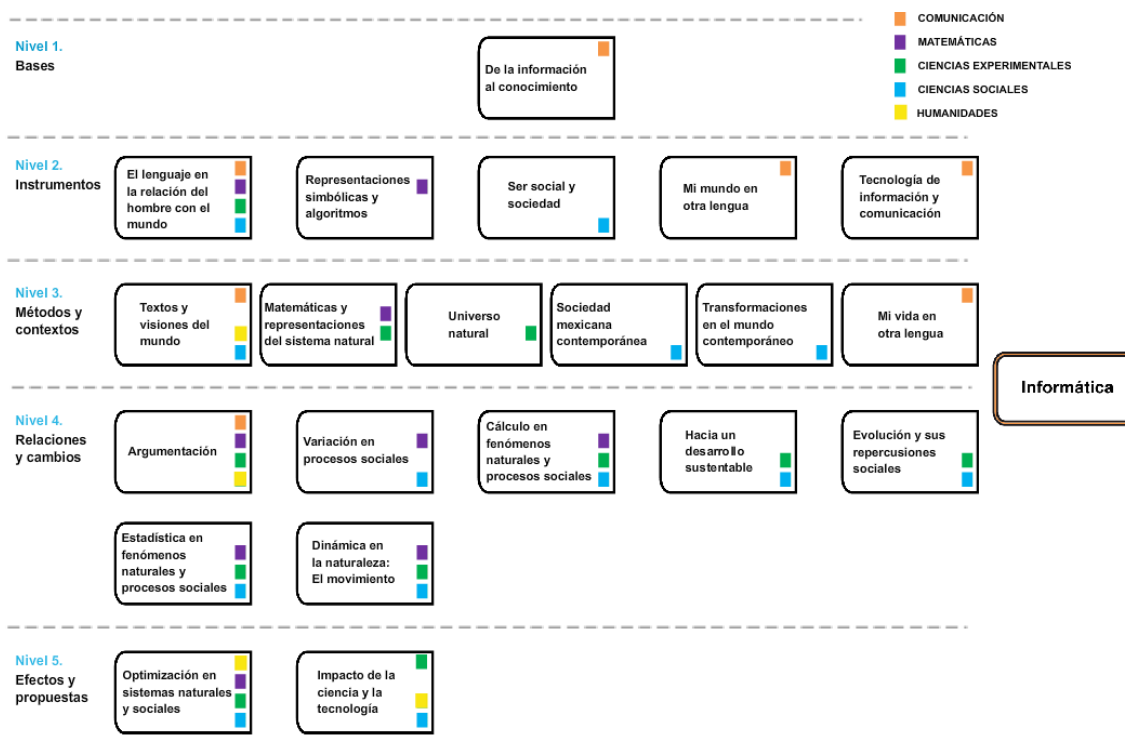 COMUNICACIÓN
MATEMÁTICAS
CIENCIAS EXPERIMENTALES
CIENCIAS SOCIALES
HUMANIDADES
Nivel 1.
Bases
De la información
al conocimiento
Nivel 2.
Instrumentos
El lenguaje en
la relación del
hombre con el
mundo
Representaciones
simbólicas y
algoritmos
Ser social y
sociedad
Mi mundo en
otra lengua
Tecnología de
información y
comunicación
Nivel 3.
Métodos y
contextos
Textos y
visiones del
mundo
Matemáticas y
representaciones
del sistema natural
Universo
natural
Sociedad
mexicana
contemporánea
Transformaciones
en el mundo
contemporáneo
Mi vida en
otra lengua
Informática
Nivel 4.
Relaciones
y cambios
Argumentación
Variación en
procesos sociales
Cálculo en
fenómenos
naturales y
procesos sociales
Hacia un
desarrollo
sustentable
Evolución y sus
repercusiones
sociales
Estadística en
fenómenos
naturales y
procesos sociales
Dinámica en
la naturaleza:
El movimiento
Nivel 5.
Efectos y
propuestas
Optimización en
sistemas naturales
y sociales
Impacto de la
ciencia y la
tecnología